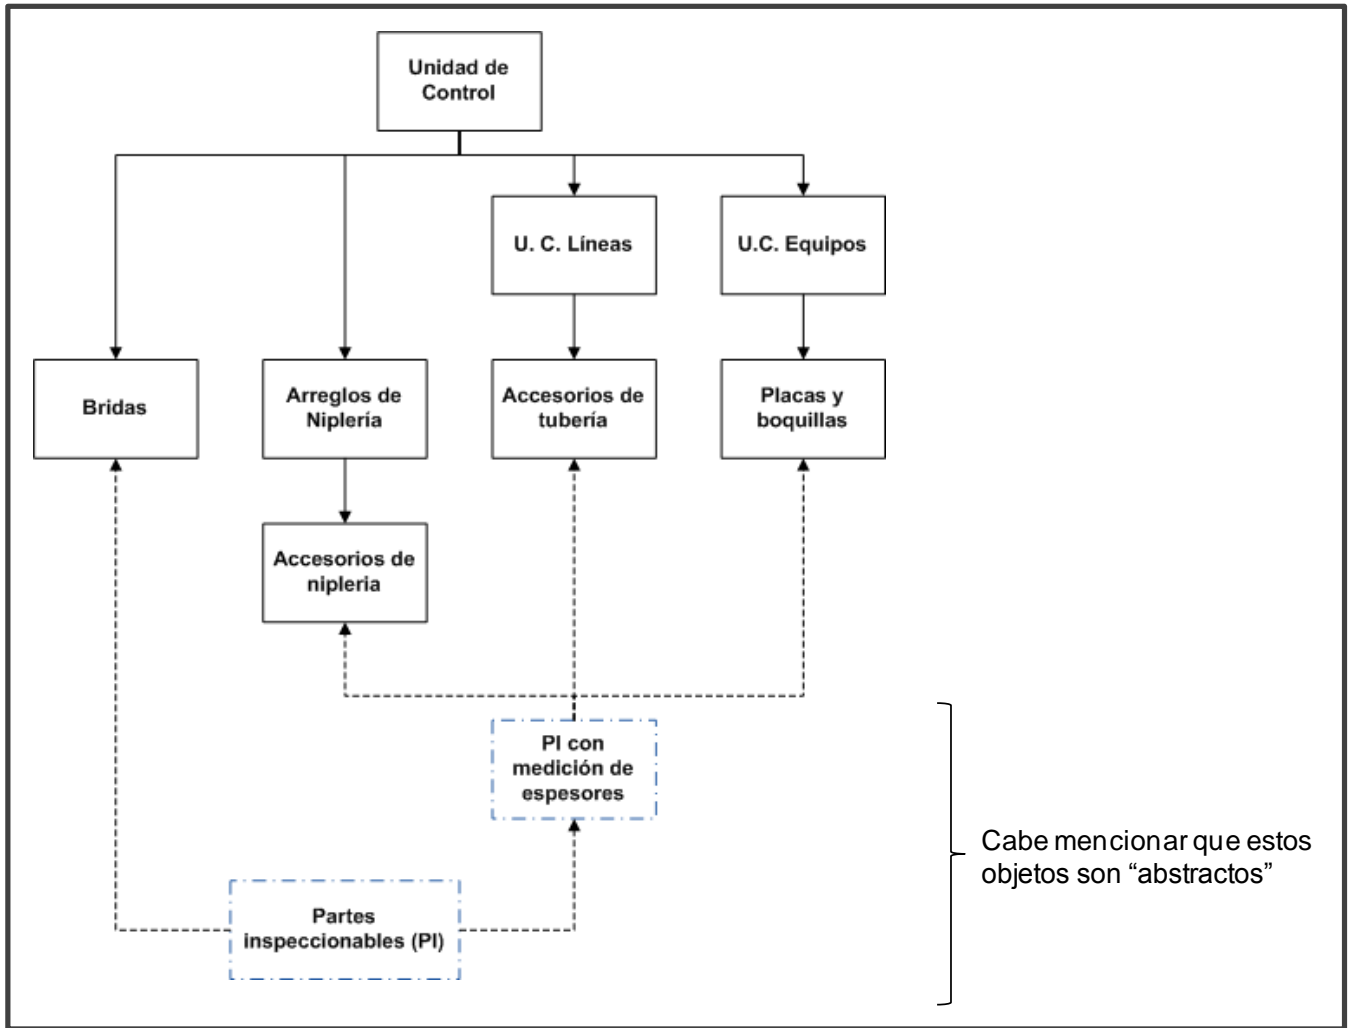 Unidad de
Control
U. C. Líneas
U.C. Equipos
Bridas
Arreglos de
Niplería
Accesorios de
tubería
Placas y
boquillas
Accesorios de
nipleria
PI con
medición de
espesores
Cabe mencionar que estos
objetos son “abstractos”
Partes
inspeccionables (PI)